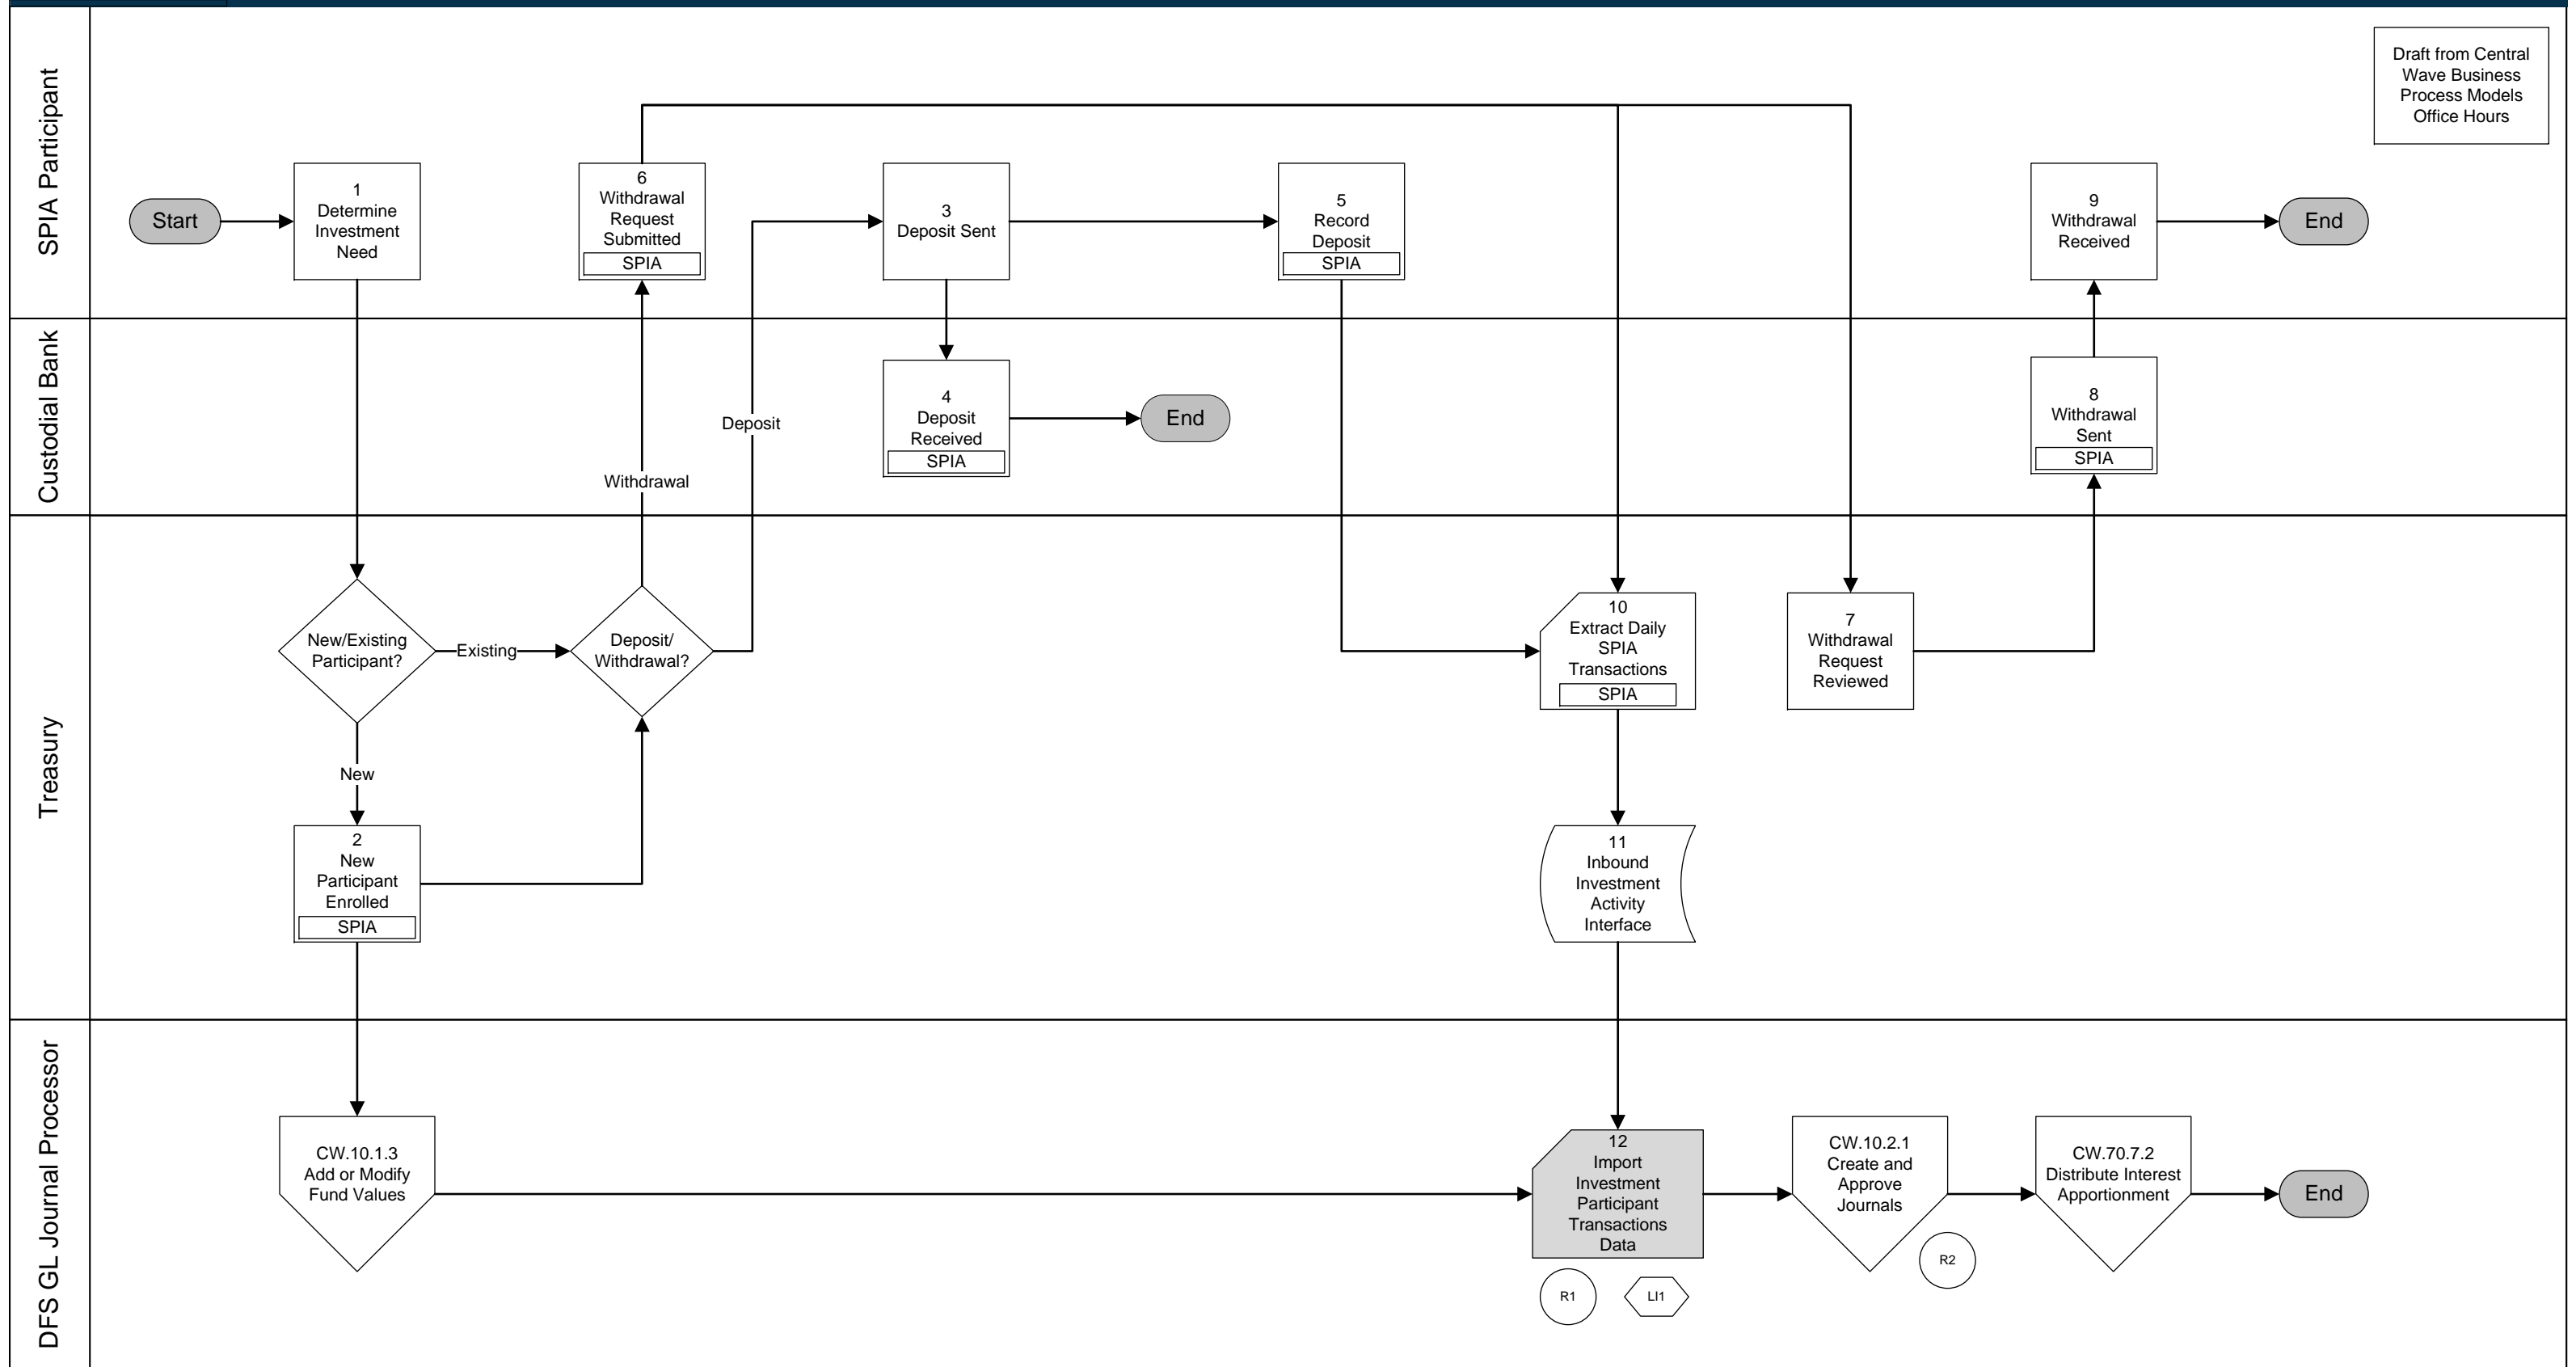 SPIA Participant
Draft from Central
Wave Business
Process Models
Office Hours
Start
1
Determine
Investment
Need
6
Withdrawal
Request
Submitted
SPIA
3
Deposit Sent
5
Record
Deposit
SPIA
9
Withdrawal
Received
End
Custodial Bank
Deposit
Withdrawal
4
Deposit
Received
SPIA
End
8
Withdrawal
Sent
SPIA
Treasury
New/Existing
Participant?
Existing
Deposit/
Withdrawal?
10
Extract Daily
SPIA
Transactions
SPIA
7
Withdrawal
Request
Reviewed
New
2
New
Participant
Enrolled
SPIA
11
Inbound
Investment
Activity
Interface
DFS GL Journal Processor
CW.10.1.3
Add or Modify
Fund Values
12
Import
Investment
Participant
Transactions
Data
CW.10.2.1
Create and
Approve
Journals
CW.70.7.2
Distribute Interest
Apportionment
End
R2
R1
LI1